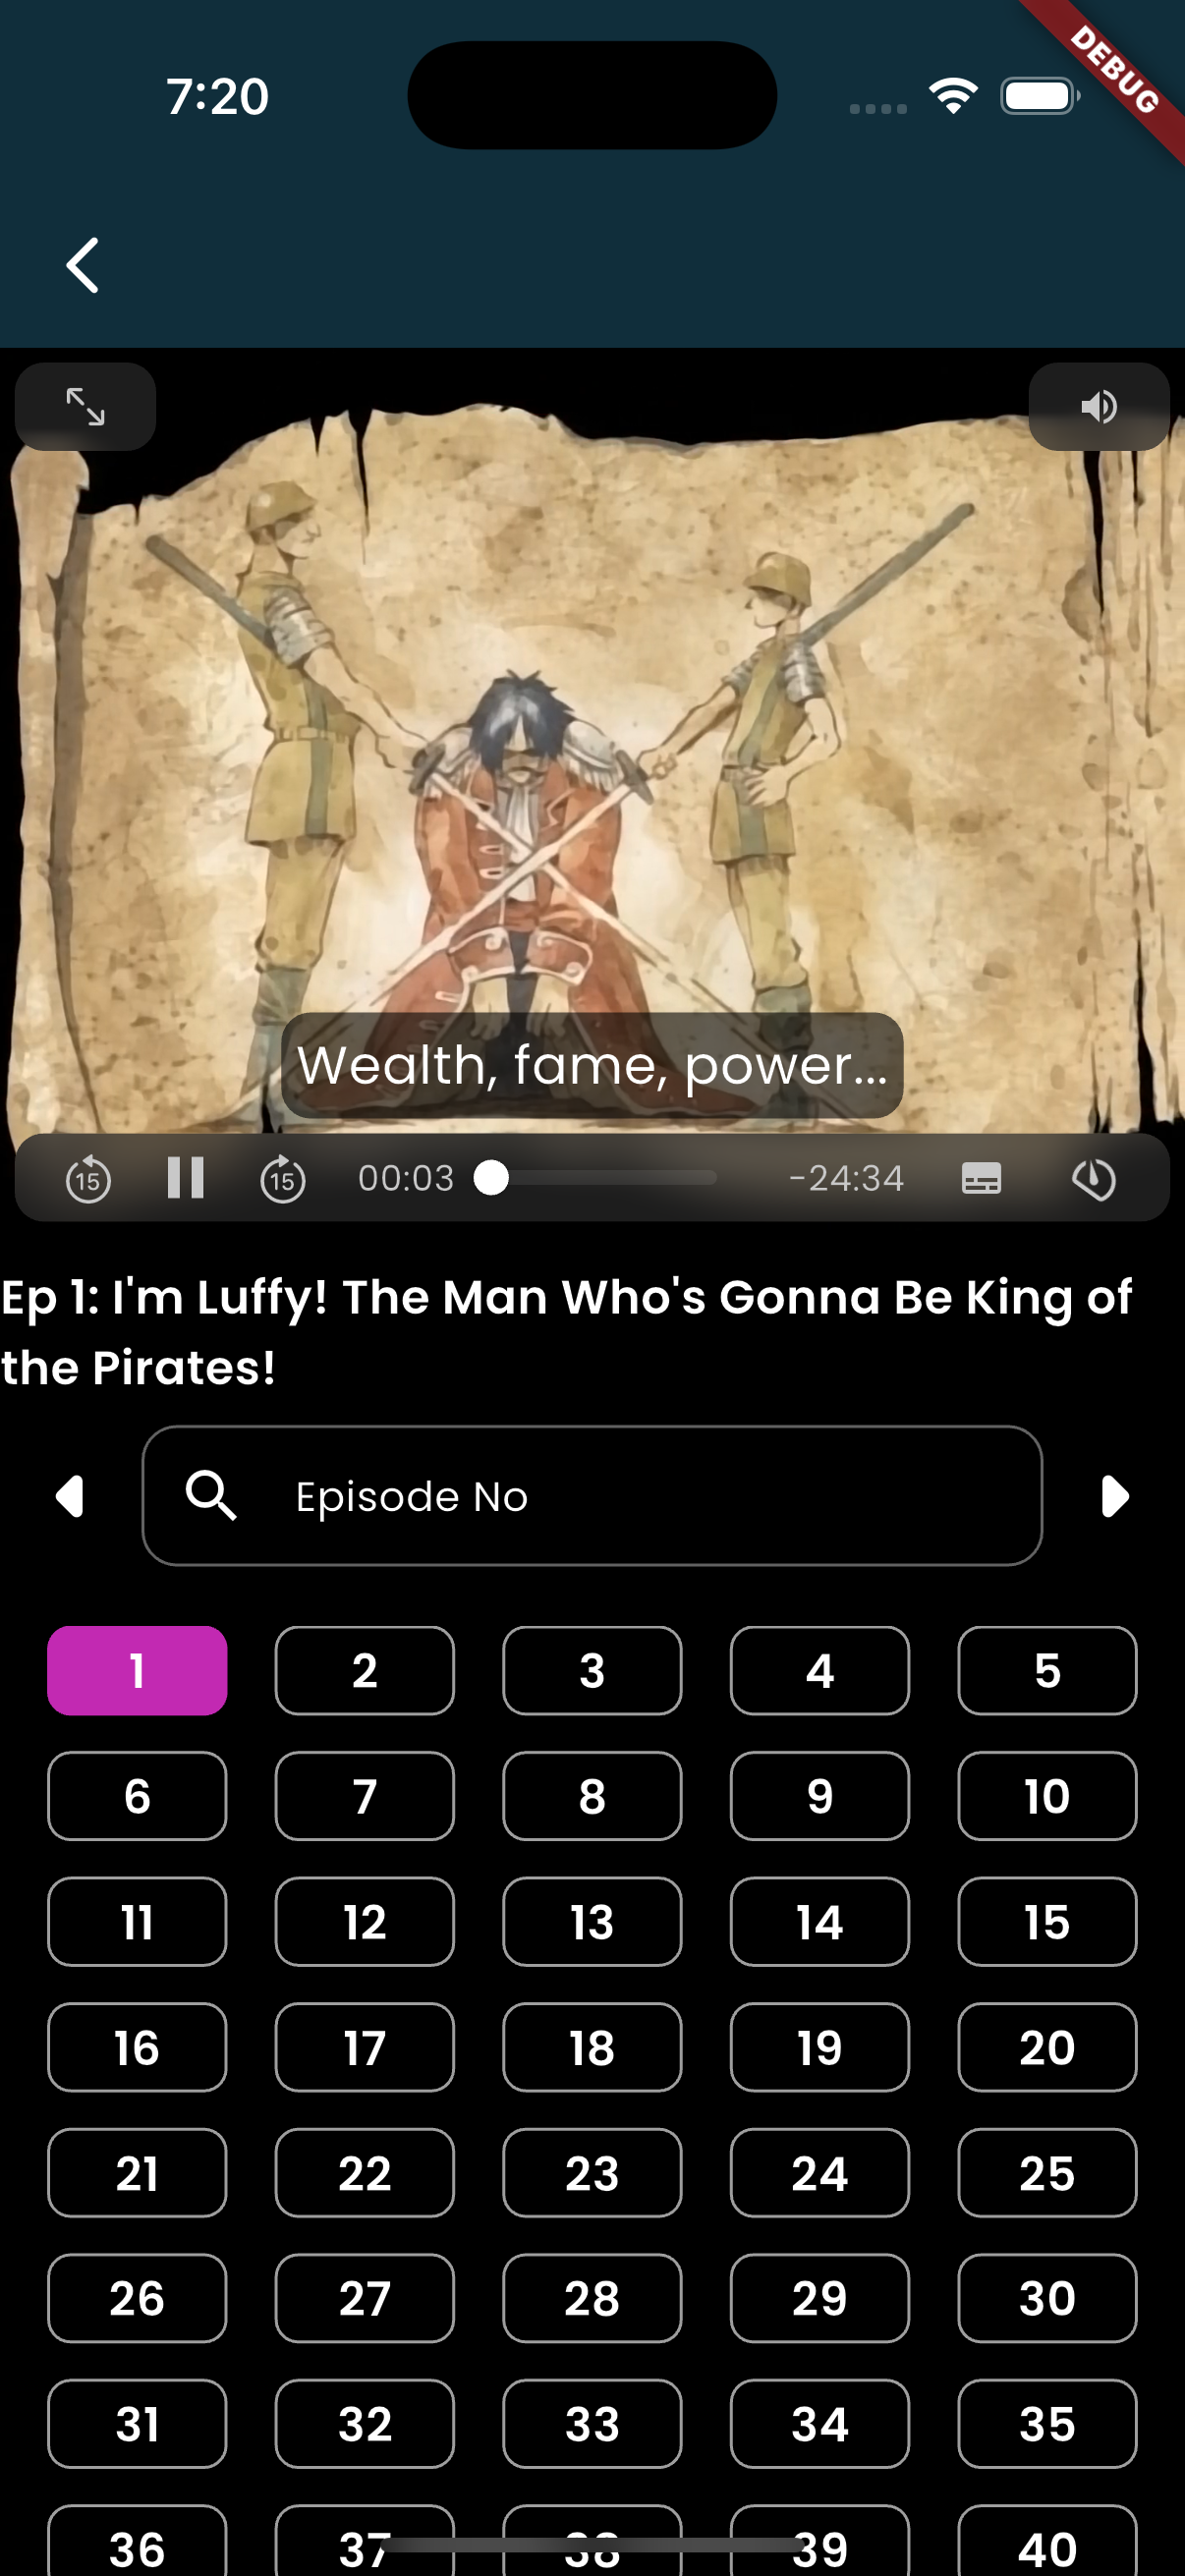 7:20
DEBUG
Wealth, fame, power...
15 15 00:03 -24:34
Ep 1: I'm Luffy! The Man Who's Gonna Be King of
the Pirates!
Episode No
1 2 3 4 5
6 7 8 9 10
11 12 13 14 15
16 17 18 19 20
21 22 23 24 25
26 27 28 29 30
31 32 33 34 35
36 37 38 39 40